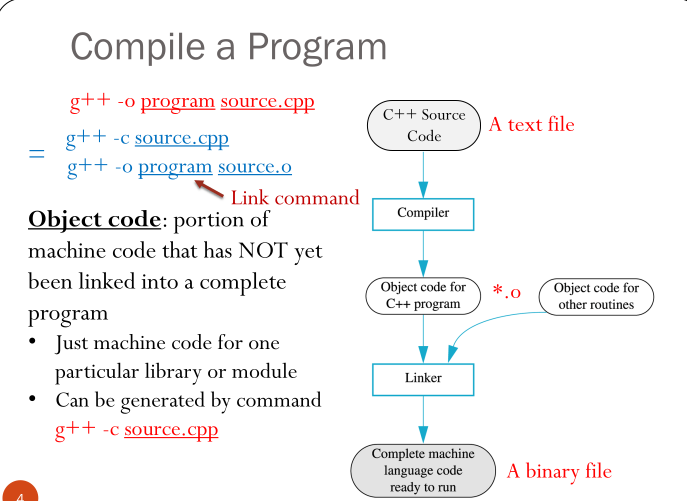 Compile a Program
g++ -o program source.cpp
= g++ -c source.cpp
g++ -o program source.o
Link command
Object code: portion of
machine code that has NOT yet
been linked into a complete
program
• Just machine code for one
particular library or module
• Can be generated by command
g++ -c source.cpp
C++ Source
Code
A text file
Compiler
Object code for
C++ program
*.o
Object code for
other routines
Linker
Complete machine
language code
ready to run
A binary file
4